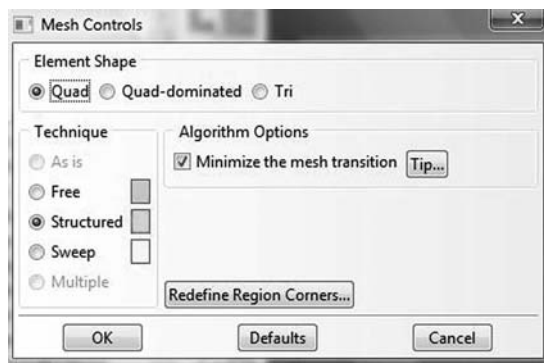 Mesh Controls
Element Shape
Quad Quad-dominated Tri
Technique
As is
Free
Structured
Sweep
Multiple
Algorithm Options
Minimize the mesh transition Tip...
Redefine Region Corners...
OK Defaults Cancel